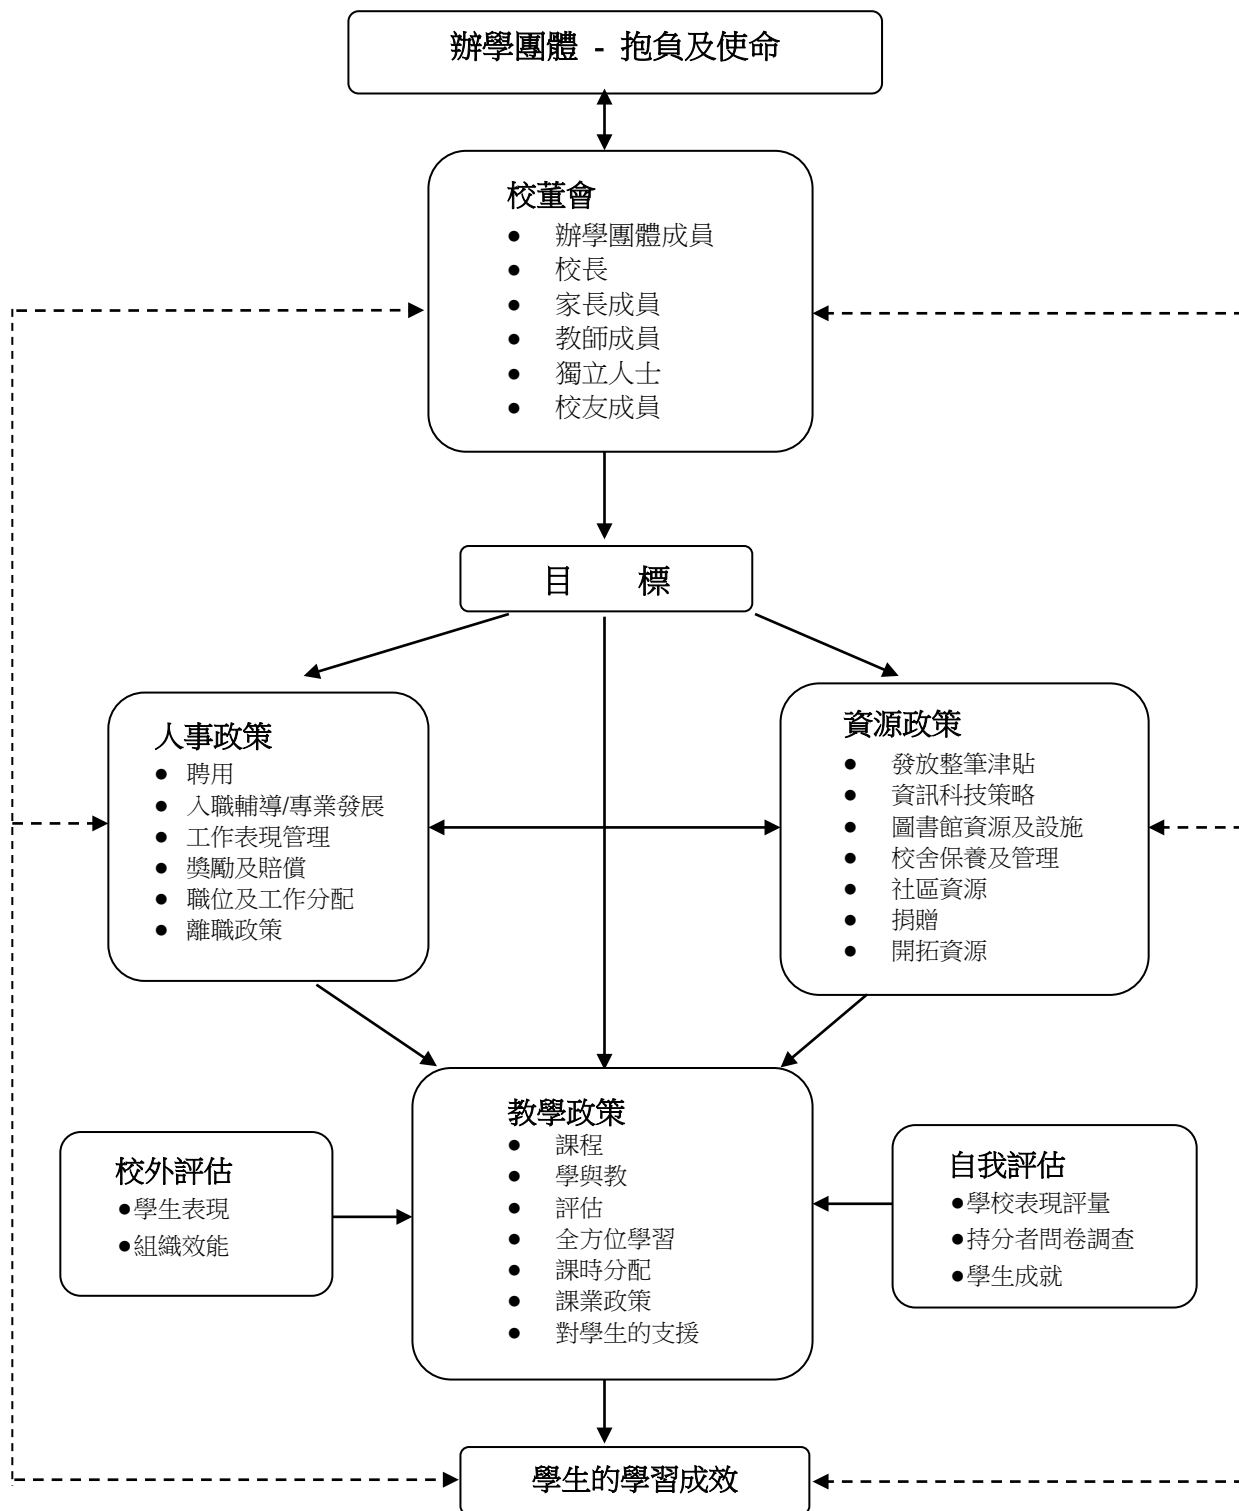 辦學團體 - 抱負及使命
校董會
● 辦學團體成員
● 校長
● 家長成員
● 教師成員
● 獨立人士
● 校友成員
目 標
人事政策
● 聘用
● 入職輔導/專業發展
● 工作表現管理
● 獎勵及賠償
● 職位及工作分配
● 離職政策
資源政策
● 發放整筆津貼
● 資訊科技策略
● 圖書館資源及設施
● 校舍保養及管理
● 社區資源
● 捐贈
● 開拓資源
校外評估
●學生表現
●組織效能
教學政策
● 課程
● 學與教
● 評估
● 全方位學習
● 課時分配
● 課業政策
● 對學生的支援
自我評估
●學校表現評量
●持分者問卷調查
●學生成就
學生的學習成效